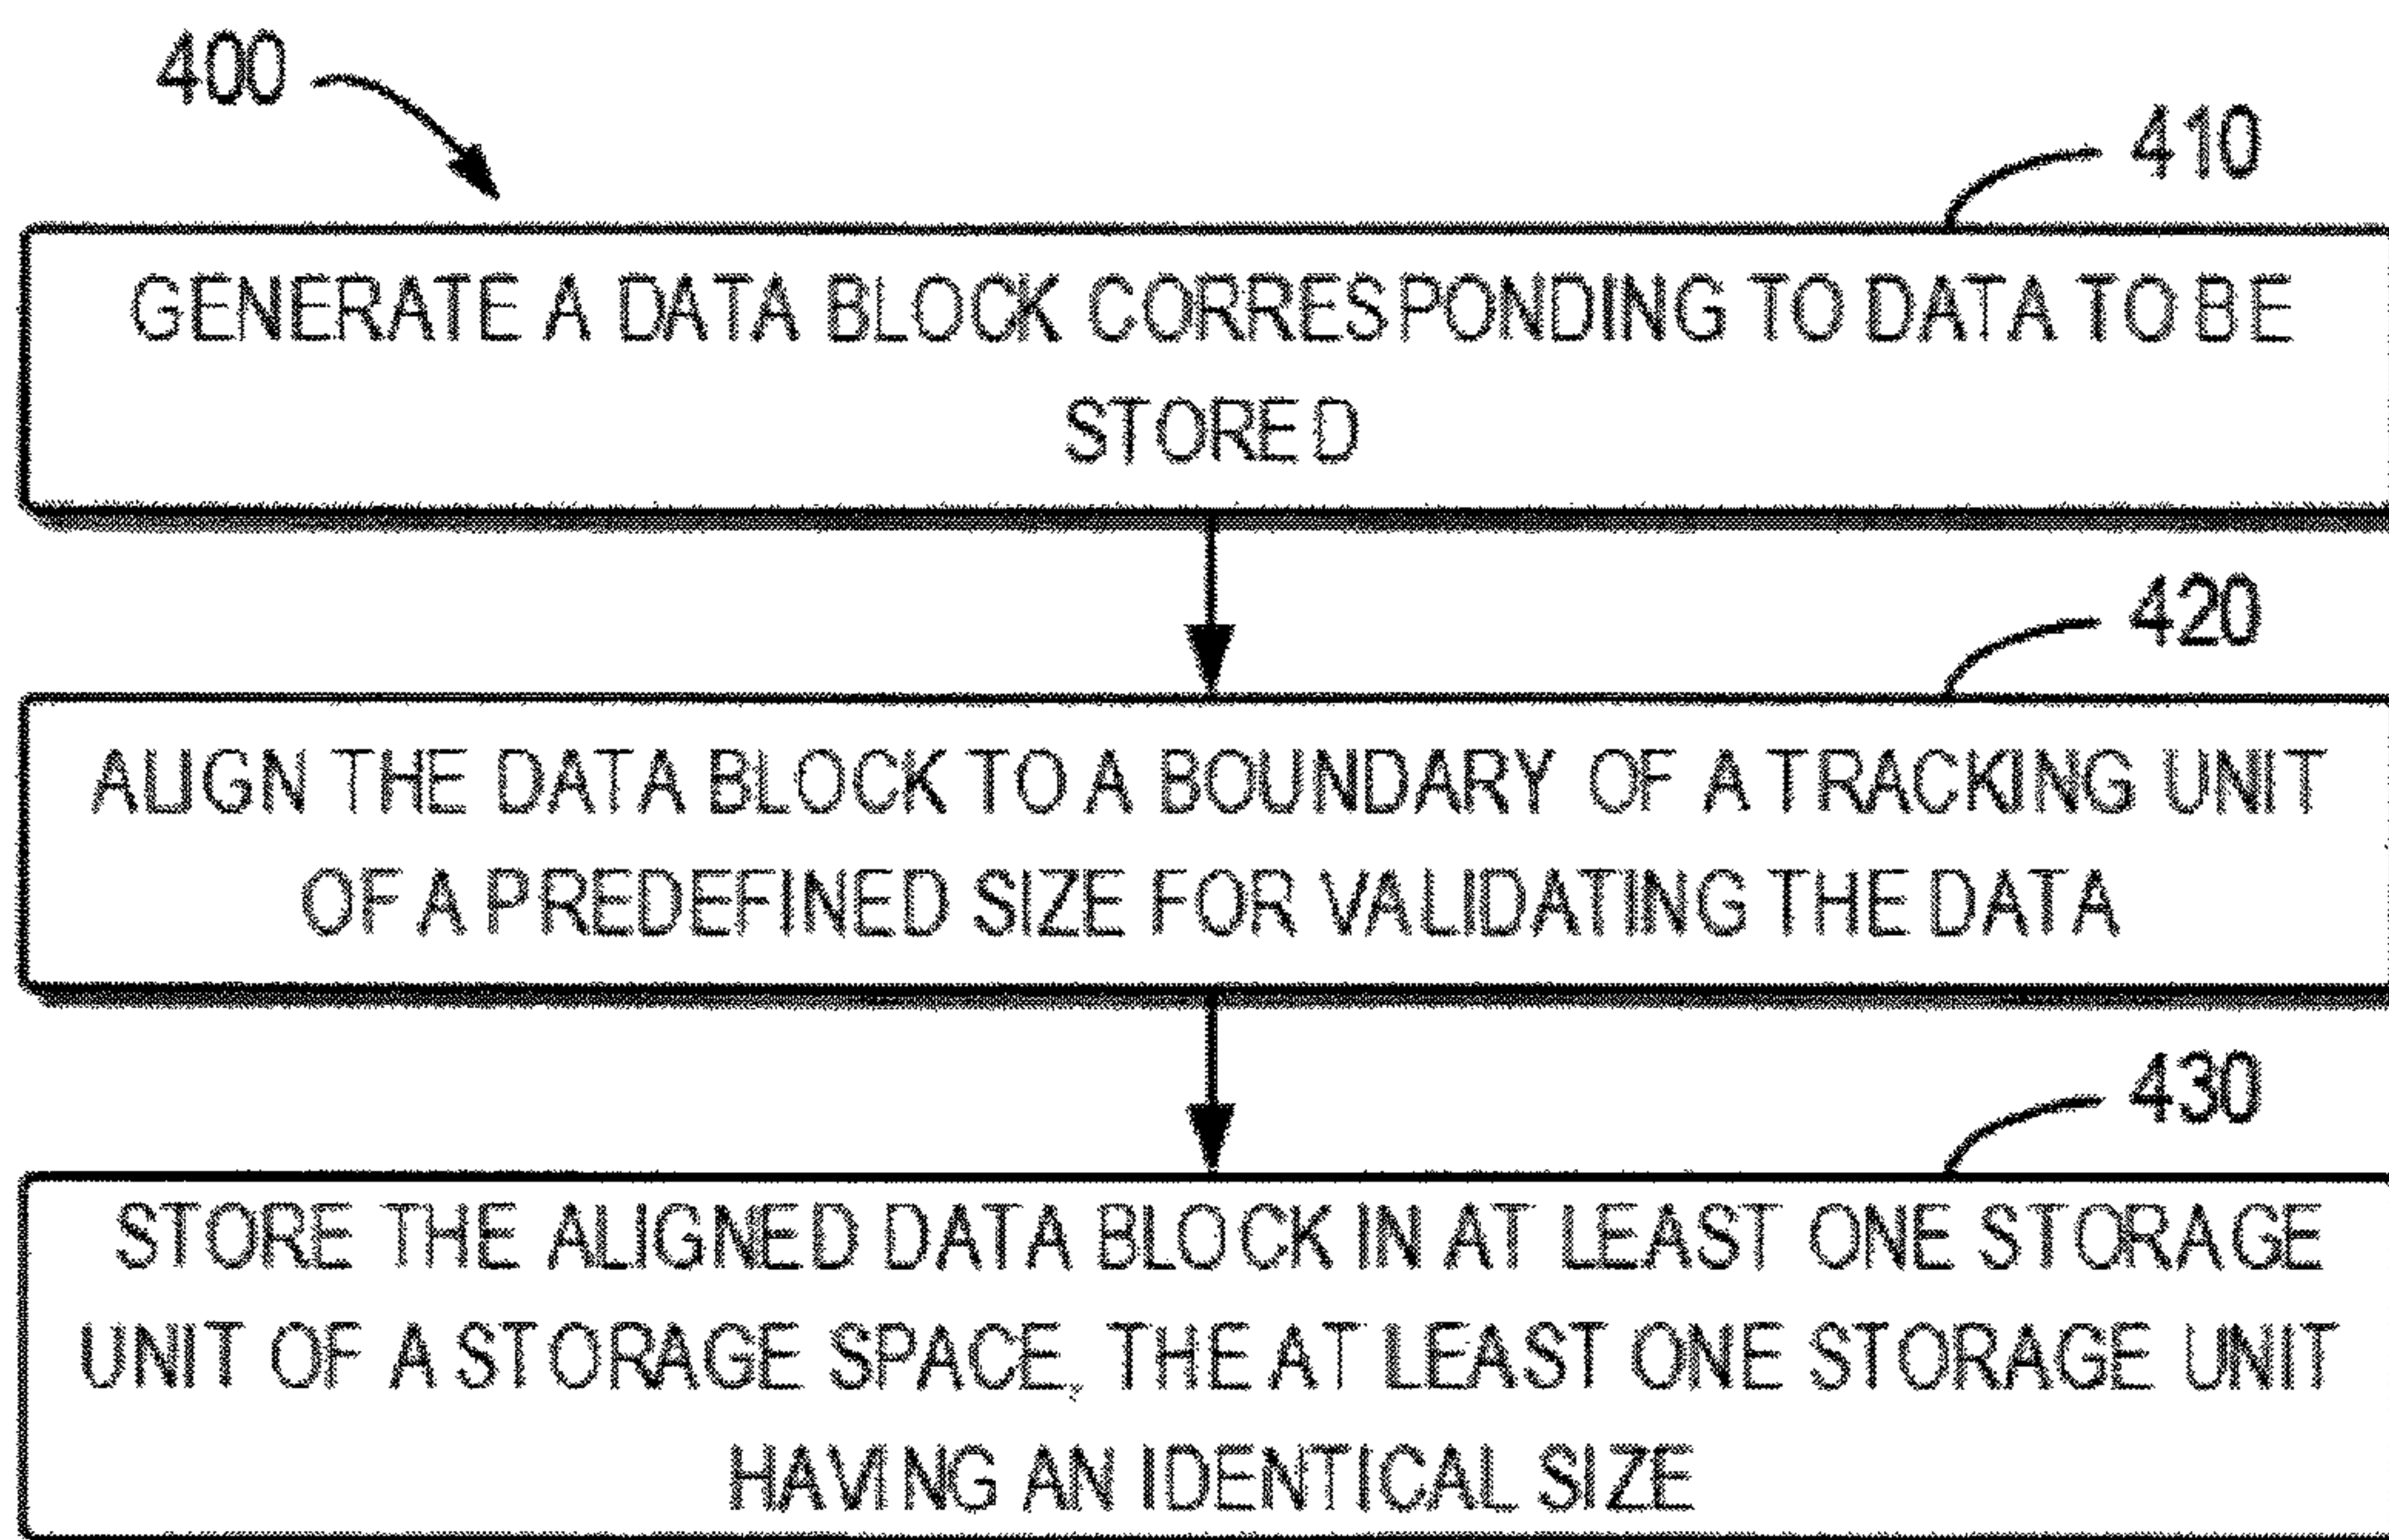 400
410
GENERATE A DATA BLOCK CORRESPONDING TO DATA TO BE
STORED
420
ALIGN THE DATA BLOCK TO A BOUNDARY OF A TRACKING UNIT
OF A PREDEFINED SIZE FOR VALIDATING THE DATA
430
STORE THE ALIGNED DATA BLOCK IN AT LEAST ONE STORAGE
UNIT OF A STORAGE SPACE, THE AT LEAST ONE STORAGE UNIT
HAVING AN IDENTICAL SIZE